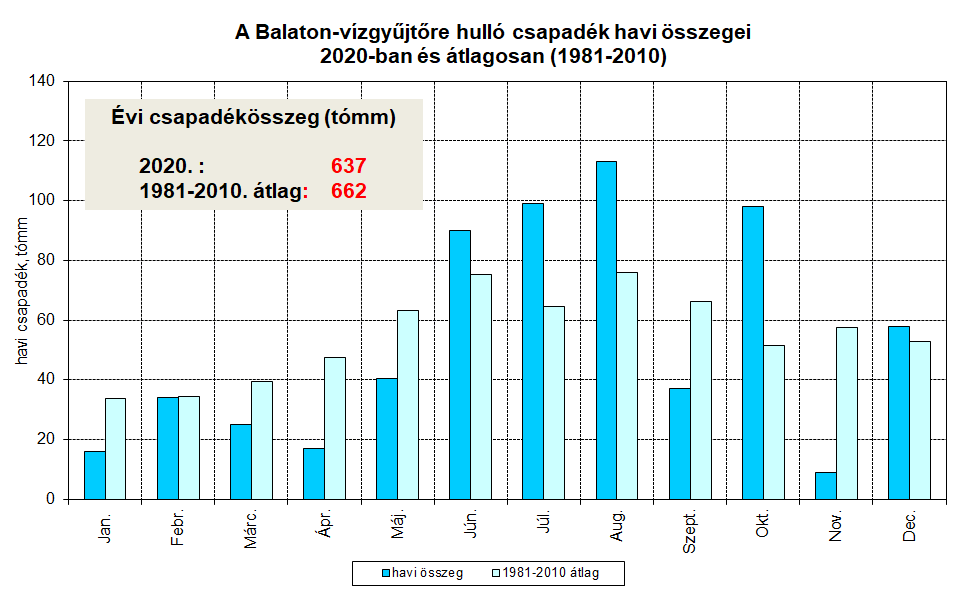 A Balaton-vízgyűjtőre hulló csapadék havi összegei
2020-ban és átlagosan (1981-2010)
Évi csapadékösszeg (tómm)
2020. : 637
1981-2010. átlag: 662
havi csapadék, tómm
140
120
100
80
60
40
20
0
Jan.
Febr.
Márc.
Ápr.
Máj.
Jún.
Júl.
Aug.
Szept.
Okt.
Nov.
Dec.
havi összeg
1981-2010 átlag